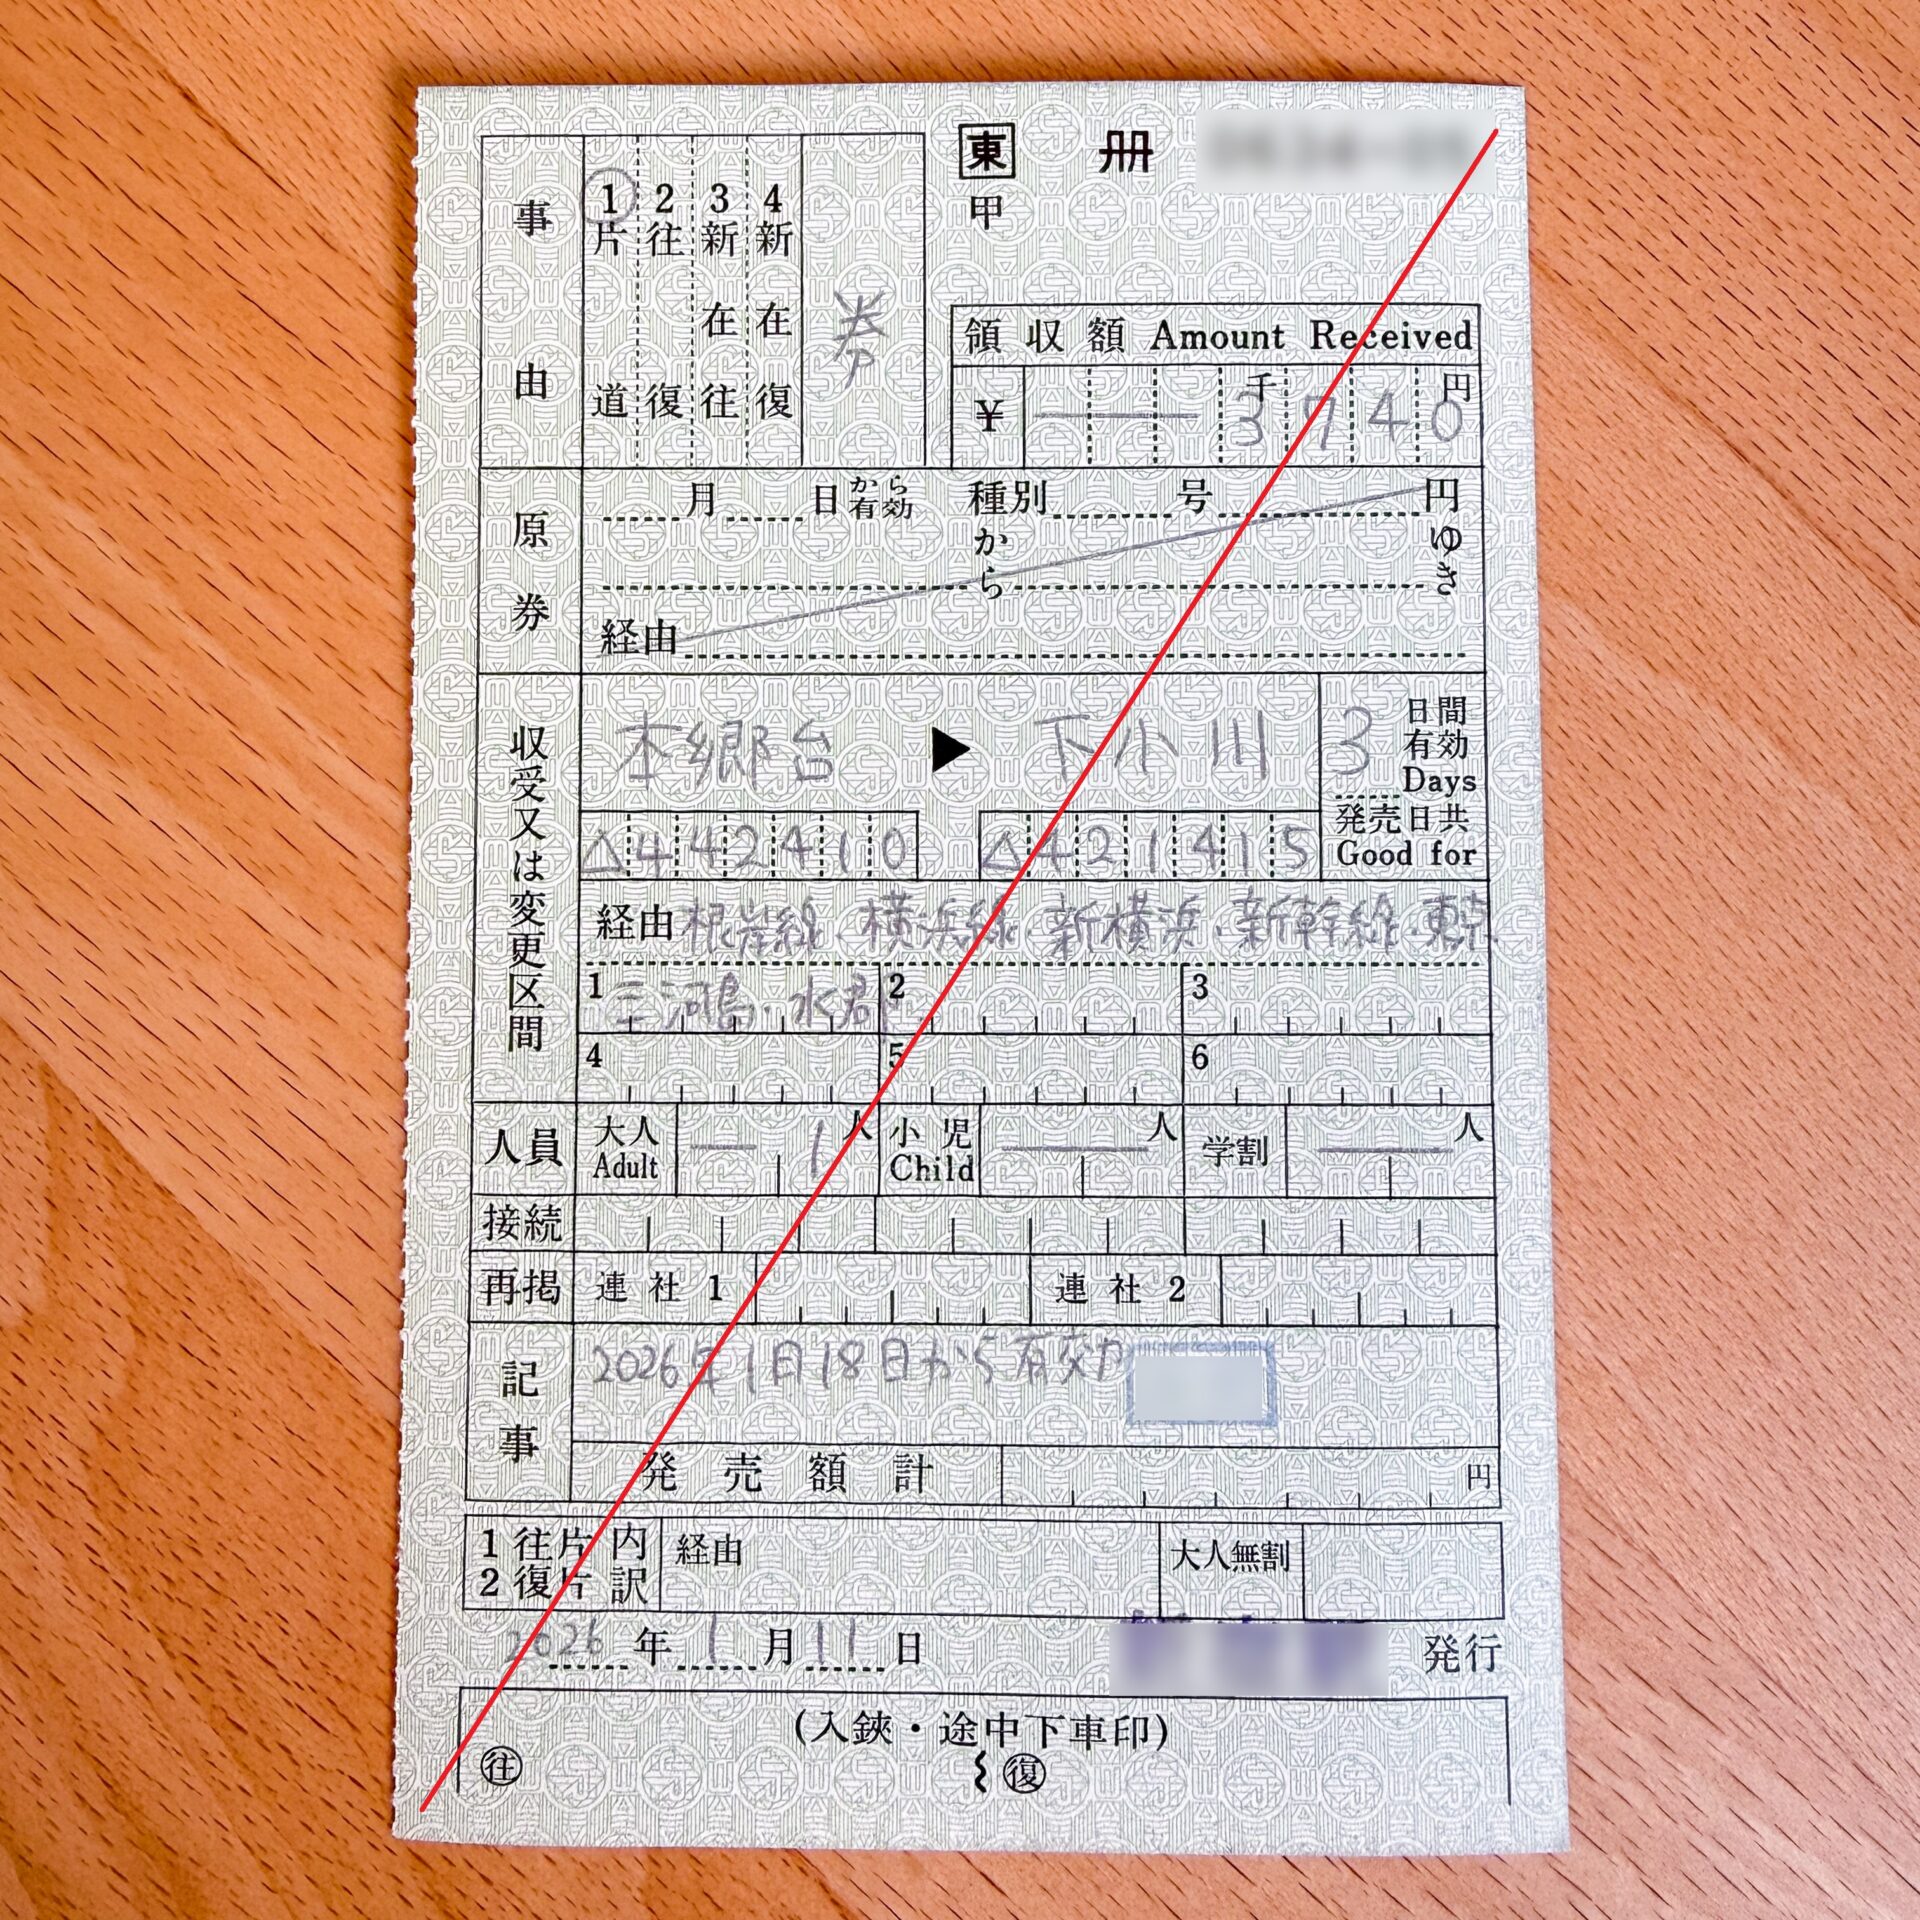 東 冊
甲
事由
1 片道
2 往復
3 新在往
4 新在復
券
領収額 Amount Received
¥ 3740 千 円
原券
月 日から有効 種別 号 円
から ゆき
経由
収受又は変更区間
本郷台 ▶ 下小川
3 日間有効 Days
発売日共 Good for
△442410 △421415
経由 根岸線・横浜線・新横浜・新幹線・東京
1 三河島・水郡 2 3
4 5 6
人員 大人 Adult 1人 小児 Child 人 学割 人
接続
再掲 連社1 連社2
記事
2026年1月18日から有効
発売額計 円
1 往片 内訳 経由 大人無割
2 復片
2026年1月11日 発行
(入鋏・途中下車印)
往 復